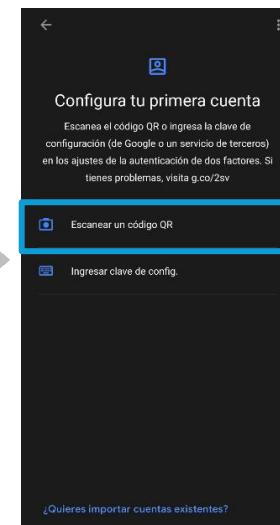 Configura tu primera cuenta
Escanea el código QR o ingresa la clave de
configuración (de Google o un servicio de terceros)
en los ajustes de la autenticación de dos factores. Si
tienes problemas, visita g.co/2sv
Escanear un código QR
Ingresar clave de config.
¿Quieres importar cuentas existentes?